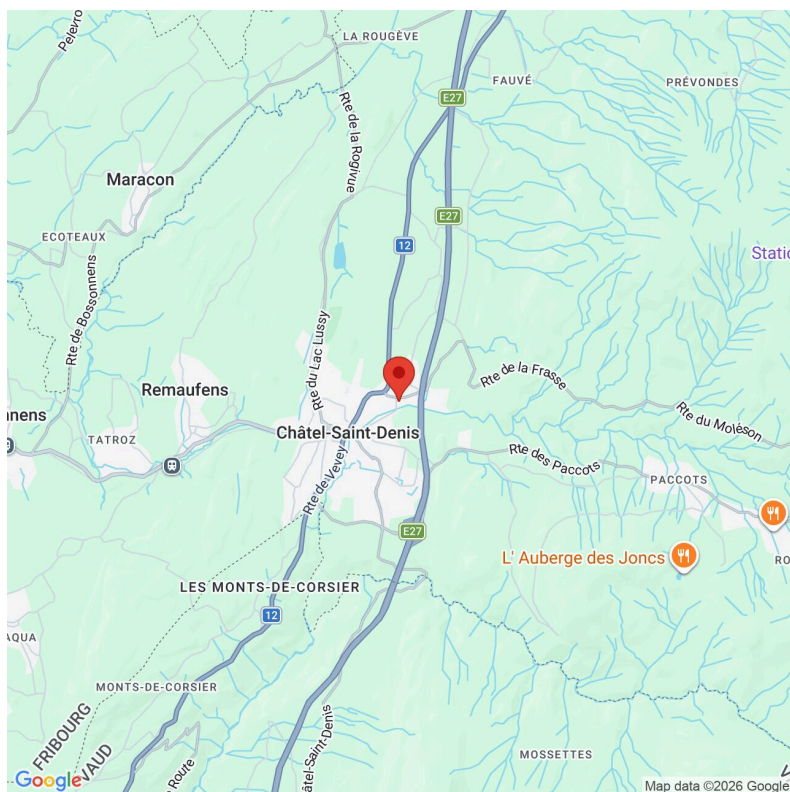 Pelevro
LA ROUGÈVE
FAUVÉ
PRÉVONDES
E27
Rte de la Rogivue
Maracon
E27
ECOTEAUX
12
Static
Rte de Bossonnens
Rte du Lac Lussy
Rte de la Frasse
Remaufens
Rte du Moléson
nens
TATROZ
Châtel-Saint-Denis
Rte des Paccots
Rte de Vevey
PACCOTS
E27
L' Auberge des Joncs
RO
LES MONTS-DE-CORSIER
12
AQUA
MONTS-DE-CORSIER
FRIBOURG
VAUD
âtel-Saint-Denis
Route
MOSSETTES
Google
Map data ©2026 Google